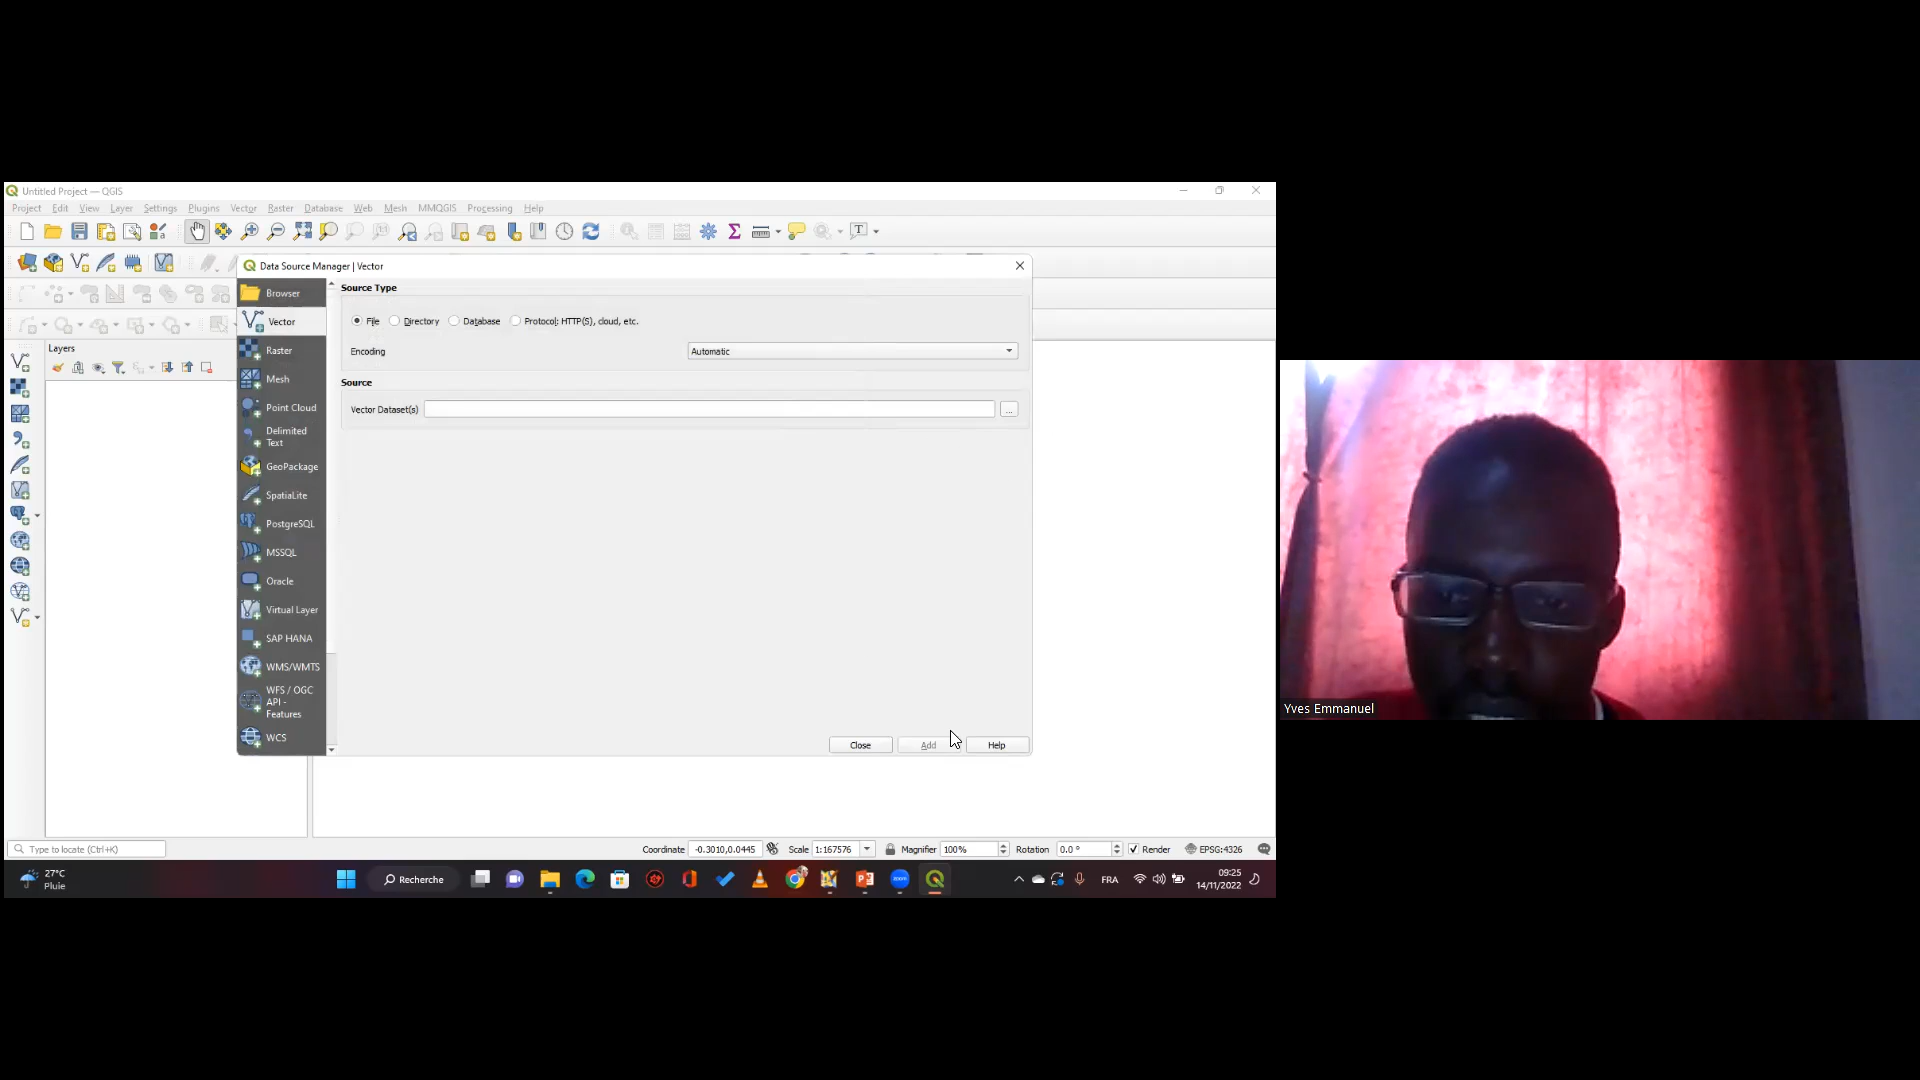 Untitled Project — QGIS
Project Edit View Layer Settings Plugins Vector Raster Database Web Mesh MMQGIS Processing Help
Data Source Manager | Vector
Browser
Vector
Raster
Mesh
Point Cloud
Delimited
Text
GeoPackage
SpatiaLite
PostgreSQL
MSSQL
Oracle
Virtual Layer
SAP HANA
WMS/WMTS
WFS / OGC
API -
Features
WCS
Source Type
File Directory Database Protocol: HTTP(S), cloud, etc.
Encoding Automatic
Source
Vector Dataset(s) ...
Close Add Help
Layers
Yves Emmanuel
Type to locate (Ctrl+K) Coordinate -0.3010,0.0445 Scale 1:167576 Magnifier 100% Rotation 0.0 ° Render EPSG:4326
27°C
Pluie
Recherche
zoom
FRA
09:25
14/11/2022